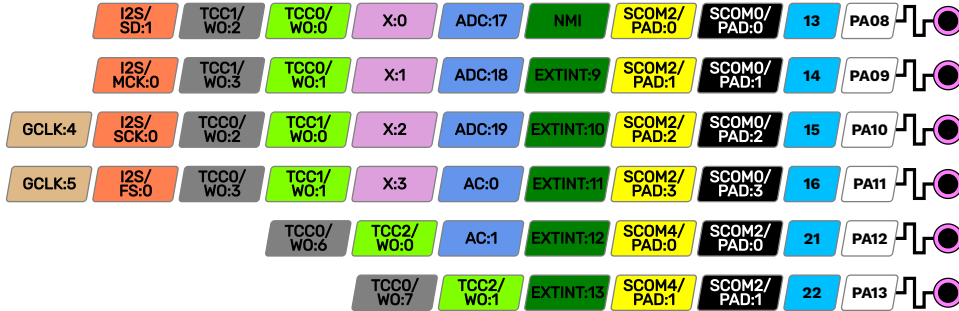 I2S/SD:1 TCC1/WO:2 TCC0/WO:0 X:0 ADC:17 NMI SCOM2/PAD:0 SCOM0/PAD:0 13 PA08
I2S/MCK:0 TCC1/WO:3 TCC0/WO:1 X:1 ADC:18 EXTINT:9 SCOM2/PAD:1 SCOM0/PAD:1 14 PA09
GCLK:4 I2S/SCK:0 TCC0/WO:2 TCC1/WO:0 X:2 ADC:19 EXTINT:10 SCOM2/PAD:2 SCOM0/PAD:2 15 PA10
GCLK:5 I2S/FS:0 TCC0/WO:3 TCC1/WO:1 X:3 AC:0 EXTINT:11 SCOM2/PAD:3 SCOM0/PAD:3 16 PA11
TCC0/WO:6 TCC2/WO:0 AC:1 EXTINT:12 SCOM4/PAD:0 SCOM2/PAD:0 21 PA12
TCC0/WO:7 TCC2/WO:1 EXTINT:13 SCOM4/PAD:1 SCOM2/PAD:1 22 PA13